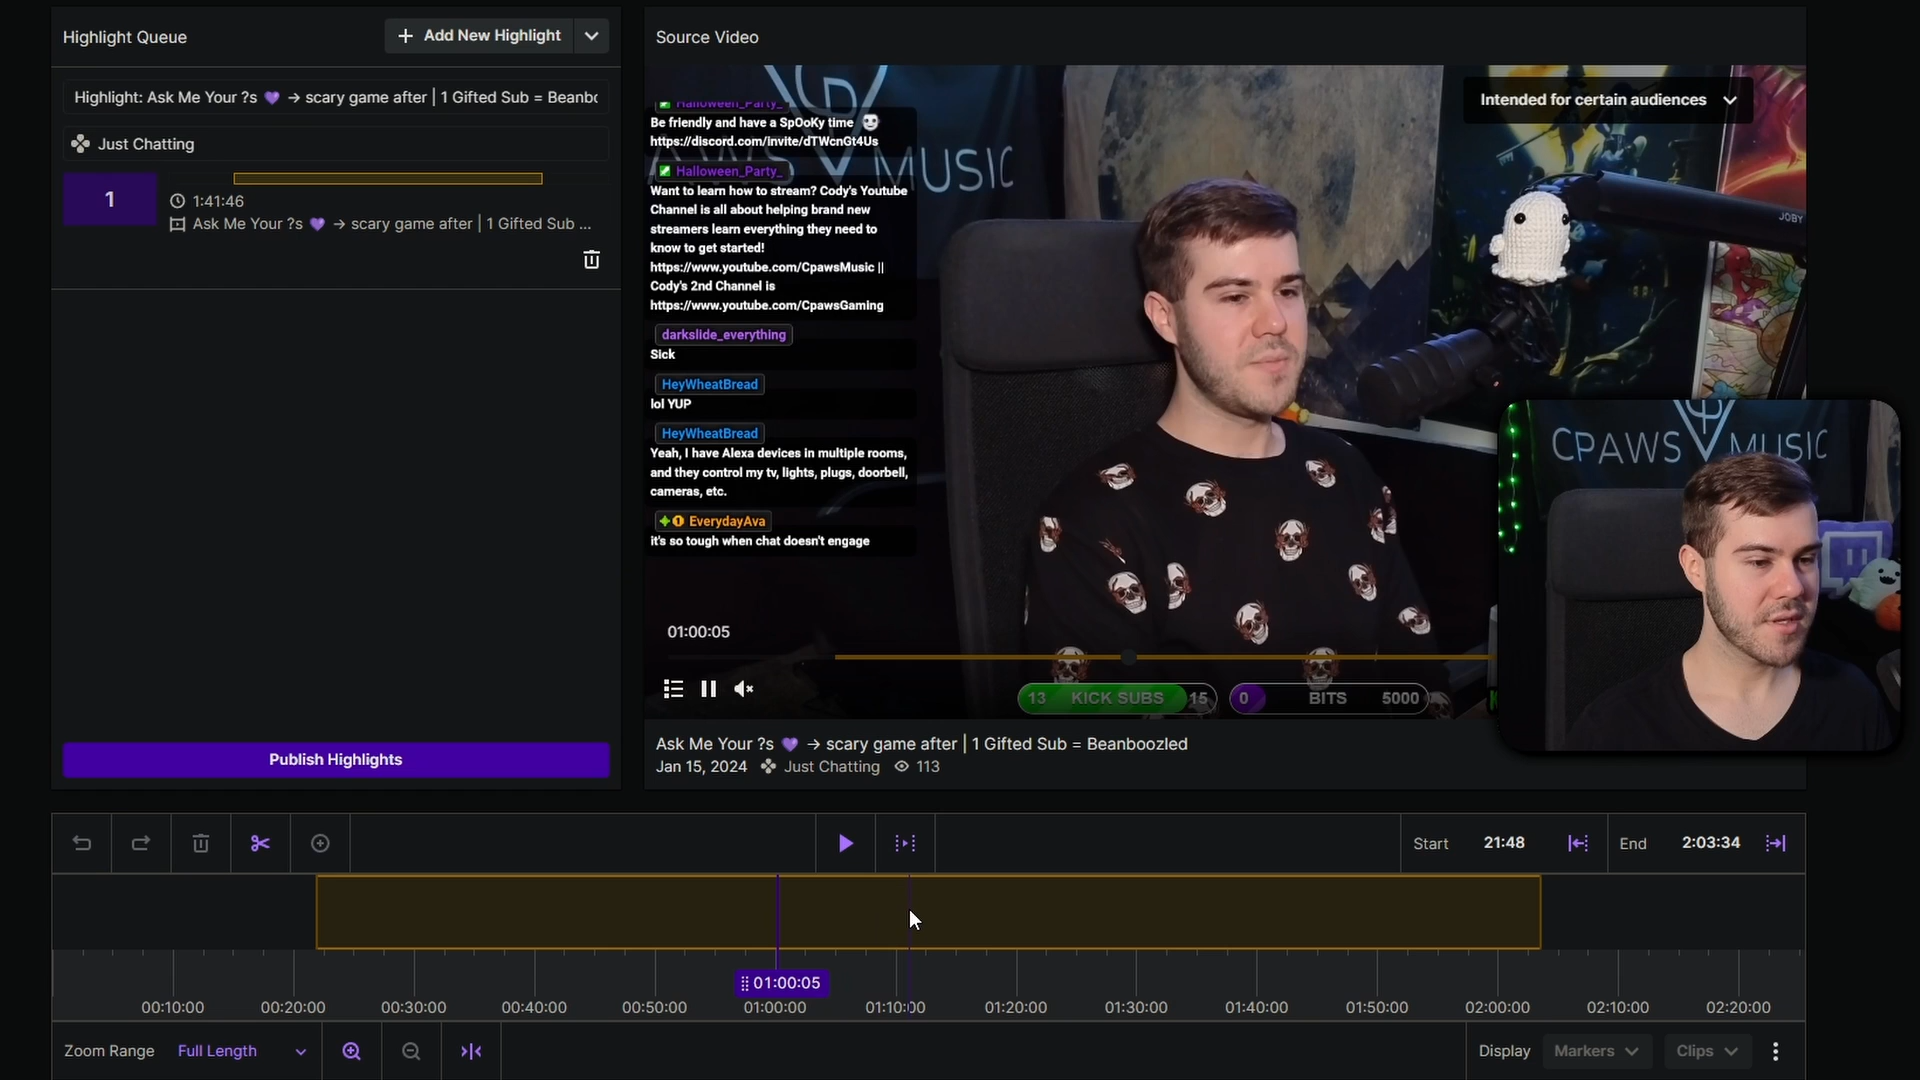 Highlight Queue
Add New Highlight
Highlight: Ask Me Your ?s 💜 → scary game after | 1 Gifted Sub = Beanbo
Just Chatting
1
1:41:46
Ask Me Your ?s 💜 → scary game after | 1 Gifted Sub ...
Publish Highlights
Source Video
Intended for certain audiences
Halloween_Party_
Be friendly and have a SpOoKy time
https://discord.com/invite/dTWcnGt4Us
Halloween_Party_
Want to learn how to stream? Cody's Youtube
Channel is all about helping brand new
streamers learn everything they need to
know to get started!
https://www.youtube.com/CpawsMusic ||
Cody's 2nd Channel is
https://www.youtube.com/CpawsGaming
darkslide_everything
Sick
HeyWheatBread
lol YUP
HeyWheatBread
Yeah, I have Alexa devices in multiple rooms,
and they control my tv, lights, plugs, doorbell,
cameras, etc.
EverydayAva
it's so tough when chat doesn't engage
MUSIC
JOBY
CPAWS MUSIC
01:00:05
13 KICK SUBS 15
0 BITS 5000
Ask Me Your ?s 💜 → scary game after | 1 Gifted Sub = Beanboozled
Jan 15, 2024 Just Chatting 113
Start 21:48 End 2:03:34
01:00:05
00:10:00 00:20:00 00:30:00 00:40:00 00:50:00 01:00:00 01:10:00 01:20:00 01:30:00 01:40:00 01:50:00 02:00:00 02:10:00 02:20:00
Zoom Range Full Length
Display Markers Clips